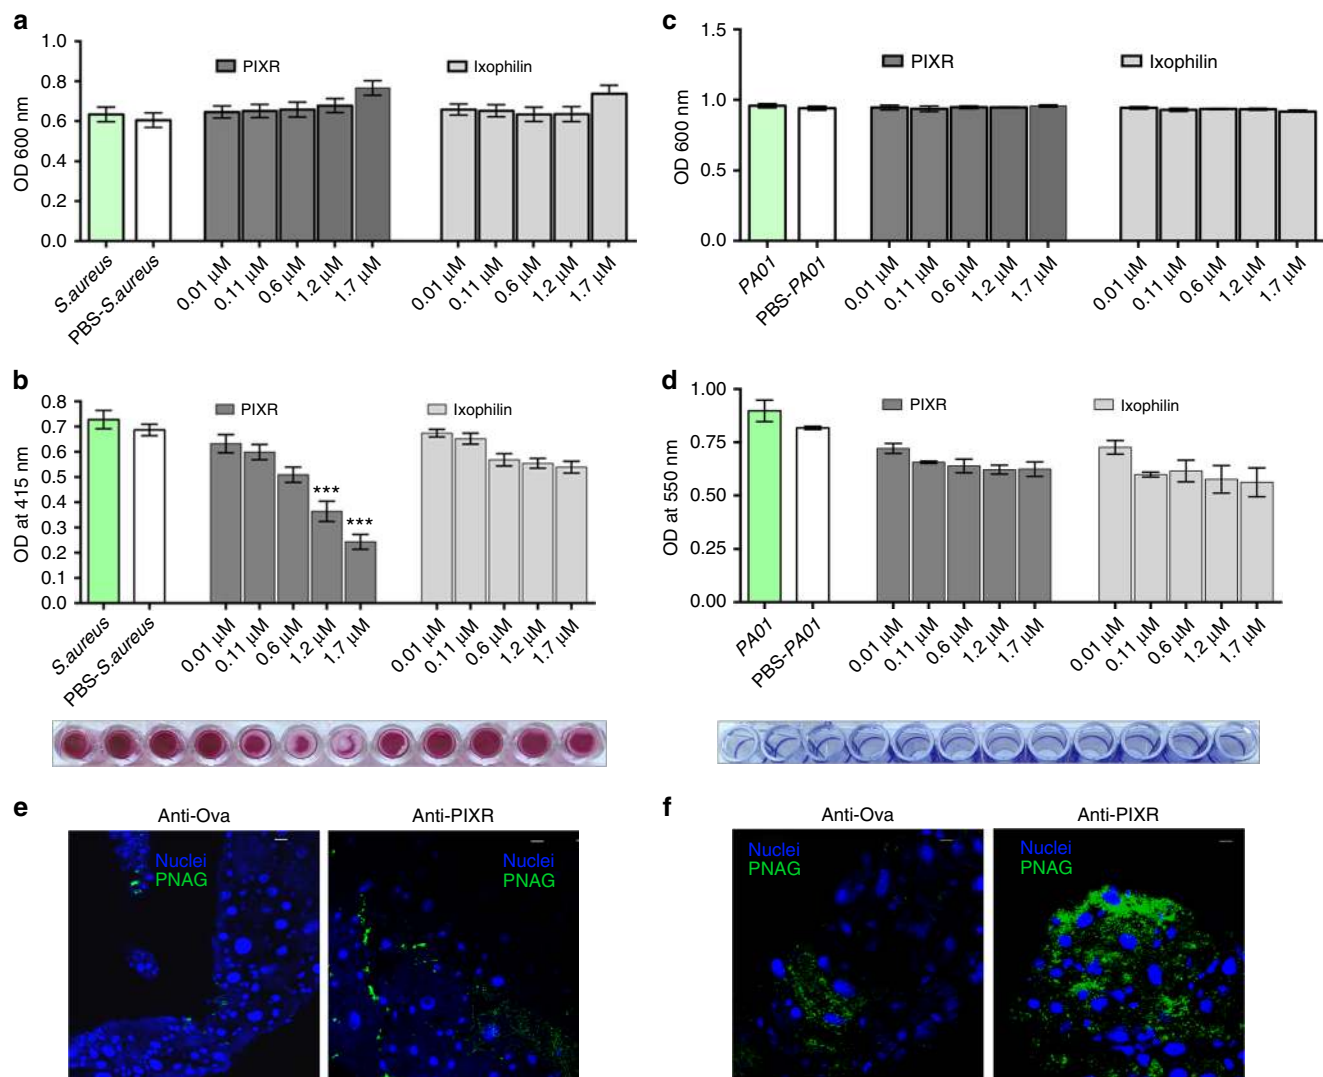 a
1.0
0.8
0.6
0.4
0.2
0.0
OD 600 nm
PIXR
Ixophilin
S.aureus
PBS-S.aureus
0.01 µM
0.11 µM
0.6 µM
1.2 µM
1.7 µM
0.01 µM
0.11 µM
0.6 µM
1.2 µM
1.7 µM
c
1.5
1.0
0.5
0.0
OD 600 nm
PIXR
Ixophilin
PA01
PBS-PA01
0.01 µM
0.11 µM
0.6 µM
1.2 µM
1.7 µM
0.01 µM
0.11 µM
0.6 µM
1.2 µM
1.7 µM
b
0.8
0.7
0.6
0.5
0.4
0.3
0.2
0.1
0.0
OD at 415 nm
PIXR
Ixophilin
***
***
S.aureus
PBS-S.aureus
0.01 µM
0.11 µM
0.6 µM
1.2 µM
1.7 µM
0.01 µM
0.11 µM
0.6 µM
1.2 µM
1.7 µM
d
1.00
0.75
0.50
0.25
0.00
OD at 550 nm
PIXR
Ixophilin
PA01
PBS-PA01
0.01 µM
0.11 µM
0.6 µM
1.2 µM
1.7 µM
0.01 µM
0.11 µM
0.6 µM
1.2 µM
1.7 µM
e
Anti-Ova
Nuclei
PNAG
Anti-PIXR
Nuclei
PNAG
f
Anti-Ova
Nuclei
PNAG
Anti-PIXR
Nuclei
PNAG